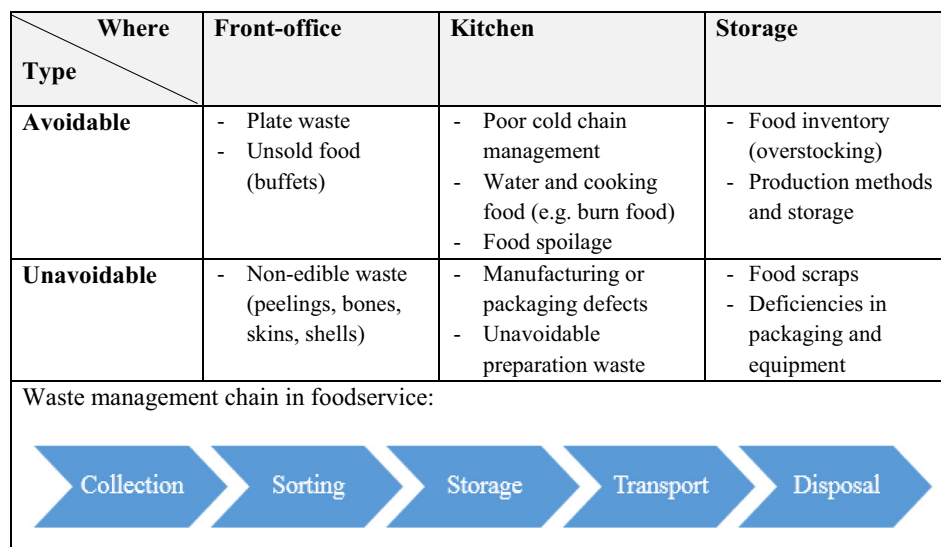 Where
Type
Front-office
Kitchen
Storage
Avoidable
- Plate waste
- Unsold food
(buffets)
- Poor cold chain
management
- Water and cooking
food (e.g. burn food)
- Food spoilage
- Food inventory
(overstocking)
- Production methods
and storage
Unavoidable
- Non-edible waste
(peelings, bones,
skins, shells)
- Manufacturing or
packaging defects
- Unavoidable
preparation waste
- Food scraps
- Deficiencies in
packaging and
equipment
Waste management chain in foodservice:
Collection
Sorting
Storage
Transport
Disposal